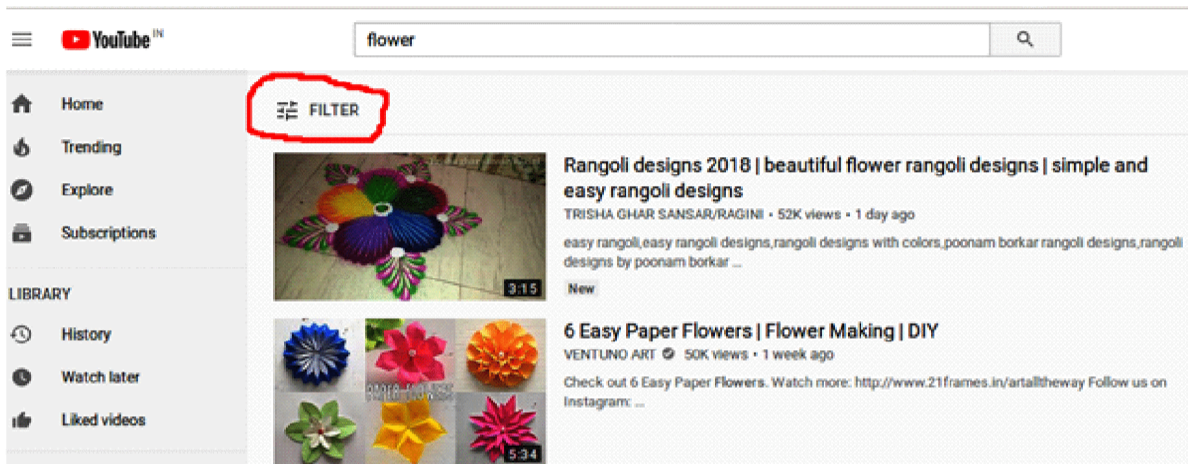 YouTube IN
flower
Home
Trending
Explore
Subscriptions
LIBRARY
History
Watch later
Liked videos
FILTER
3:15
Rangoli designs 2018 | beautiful flower rangoli designs | simple and
easy rangoli designs
TRISHA GHAR SANSAR/RAGINI • 52K views • 1 day ago
easy rangoli,easy rangoli designs,rangoli designs with colors,poonam borkar rangoli designs,rangoli
designs by poonam borkar ...
New
PAPER FLOWERS
5:34
6 Easy Paper Flowers | Flower Making | DIY
VENTUNO ART 50K views • 1 week ago
Check out 6 Easy Paper Flowers. Watch more: http://www.21frames.in/artalltheway Follow us on
Instagram: ...